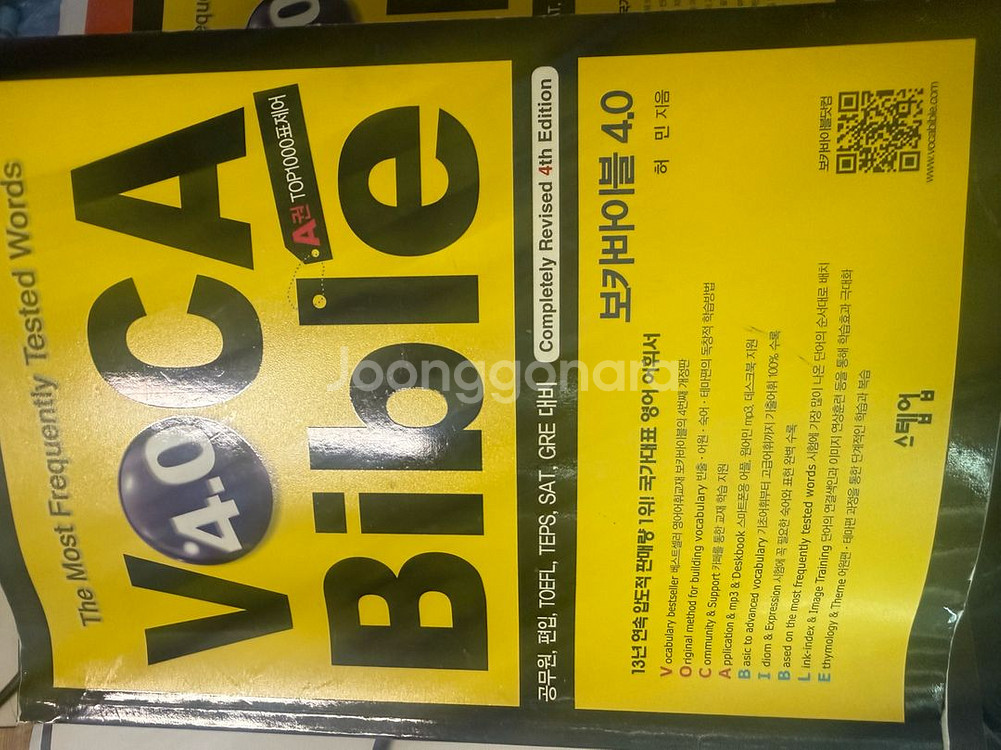 The Most Frequently Tested Words
VOCA
4.0
Bible
A권 TOP1000표제어
공무원, 편입, TOEFL, TEPS, SAT, GRE 대비
Completely Revised 4th Edition
보카바이블 4.0
허 민 지음
13년 연속 압도적 판매량 1위! 국가대표 영어 어휘서
Vocabulary bestseller 베스트셀러 영어어휘교재 보카바이블의 4번째 개정판
Original method for building vocabulary 빈출·어원·숙어·테마편의 독창적 학습방법
Community & Support 카페를 통한 교재 학습 지원
Application & mp3 & Deskbook 스마트폰용 어플, 원어민 mp3, 데스크북 지원
Basic to advanced vocabulary 기초어휘부터 고급어휘까지 기출어휘 100% 수록
Idiom & Expression 시험에 꼭 필요한 숙어와 표현 완벽 수록
Based on the most frequently tested words 시험에 가장 많이 나온 단어의 순서대로 배치
Link-index & Image Training 단어의 연결색인과 이미지 연상훈련 등을 통해 학습효과 극대화
Ethymology & Theme 어원편·테마편 과정을 통한 단계적인 학습과 복습
보카바이블닷컴
www.vocabible.com
스텝업
Joonggonara